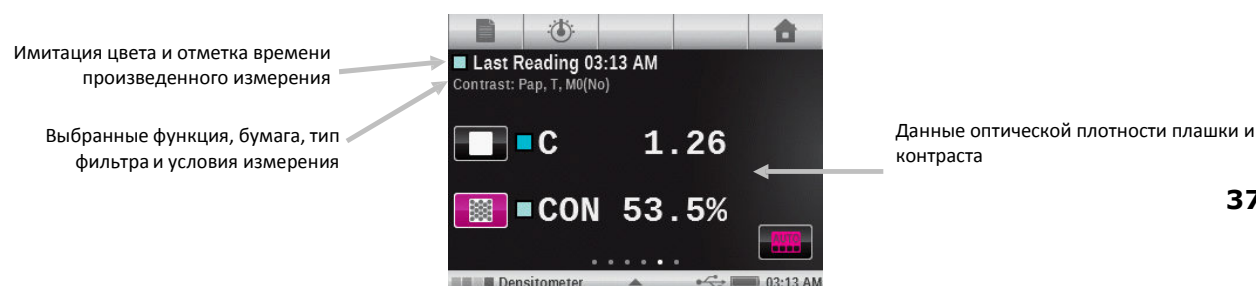 Имитация цвета и отметка времени
произведенного измерения
Выбранные функция, бумага, тип
фильтра и условия измерения
Last Reading 03:13 AM
Contrast: Pap, T, M0(No)
C 1.26
CON 53.5%
AUTO
Densitometer 03:13 AM
Данные оптической плотности плашки и
контраста
37